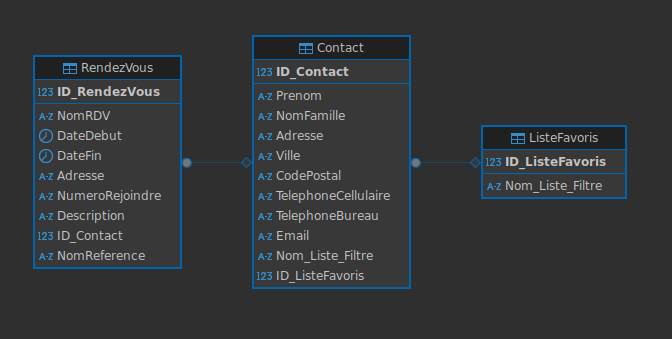 RendezVous
123 ID_RendezVous
A-Z NomRDV
DateDebut
DateFin
A-Z Adresse
A-Z NumeroRejoindre
A-Z Description
123 ID_Contact
A-Z NomReference
Contact
123 ID_Contact
A-Z Prenom
A-Z NomFamille
A-Z Adresse
A-Z Ville
A-Z CodePostal
A-Z TelephoneCellulaire
A-Z TelephoneBureau
A-Z Email
A-Z Nom_Liste_Filtre
123 ID_ListeFavoris
ListeFavoris
123 ID_ListeFavoris
A-Z Nom_Liste_Filtre